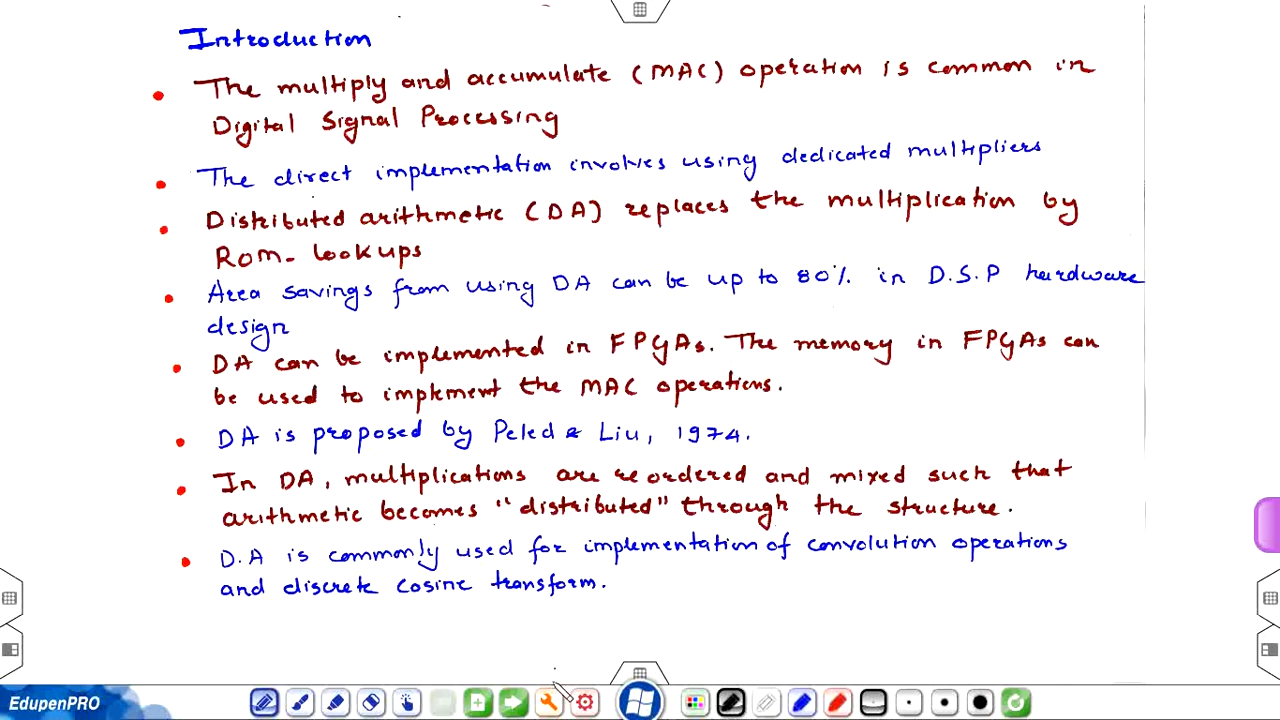 Introduction
The multiply and accumulate (MAC) operation is common in
Digital Signal Processing
The direct implementation involves using dedicated multipliers
Distributed arithmetic (DA) replaces the multiplication by
ROM-lookups
Area savings from using DA can be up to 80% in D.S.P hardware
design
DA can be implemented in FPGAs. The memory in FPGAs can
be used to implement the MAC operations.
DA is proposed by Peled & Liu, 1974.
In DA, multiplications are reordered and mixed such that
arithmetic becomes "distributed" through the structure.
D.A is commonly used for implementation of convolution operations
and discrete cosine transform.
EdupenPRO